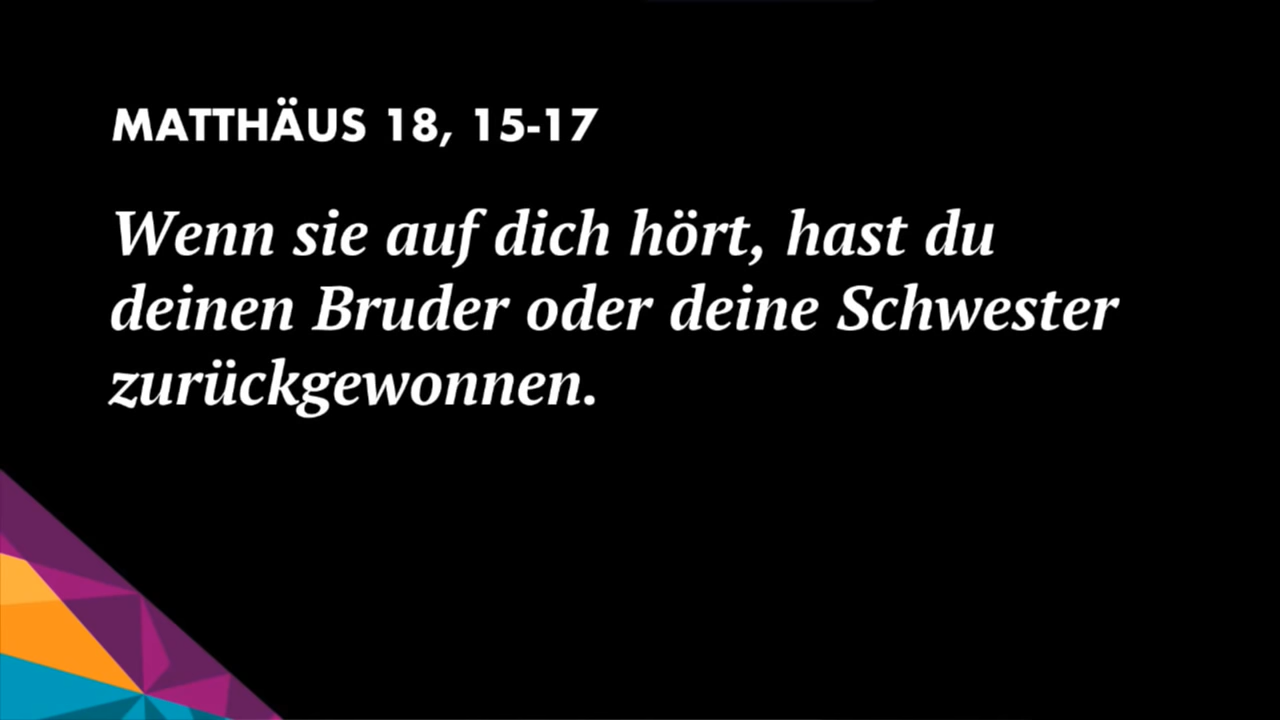 MATTHÄUS 18, 15-17
Wenn sie auf dich hört, hast du
deinen Bruder oder deine Schwester
zurückgewonnen.